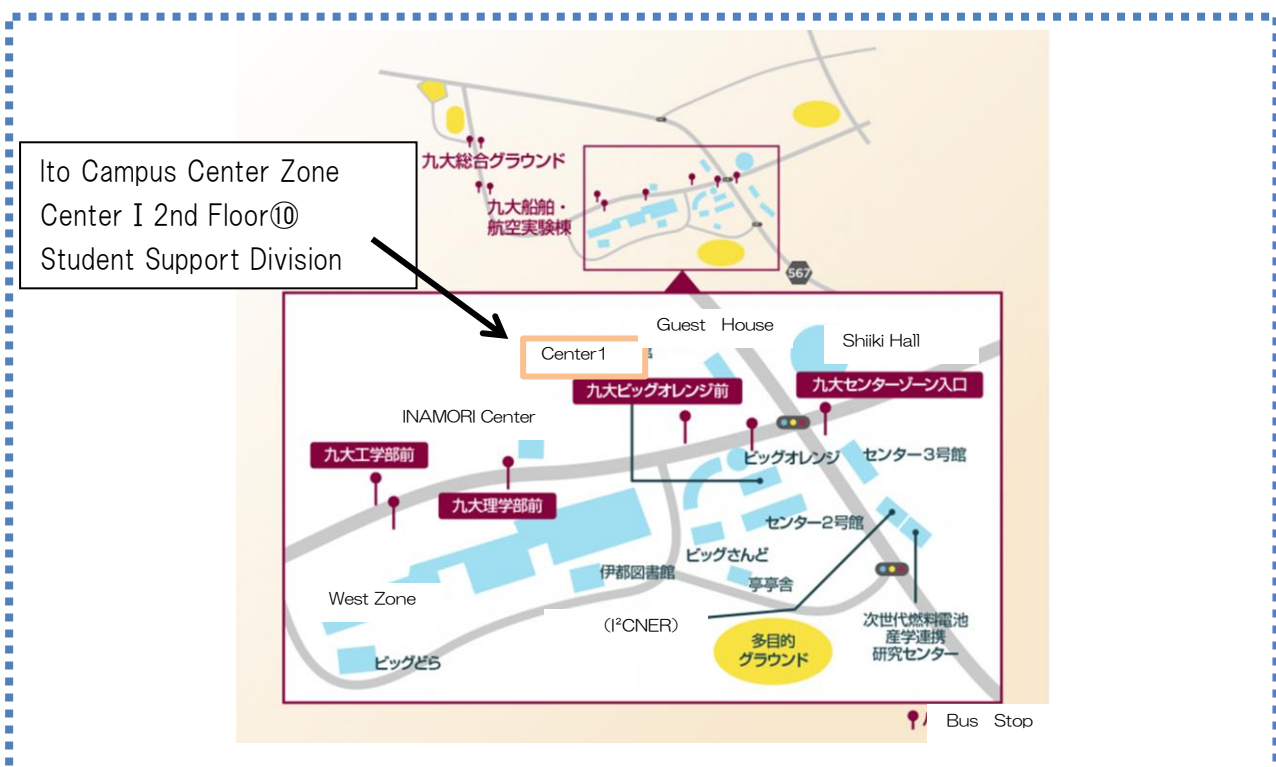 Ito Campus Center Zone
Center Ⅰ 2nd Floor⑩
Student Support Division
九大総合グラウンド
九大船舶・
航空実験棟
567
Guest House
Shiiki Hall
Center1
九大ビッグオレンジ前
九大センターゾーン入口
INAMORI Center
九大工学部前
ビッグオレンジ
センター3号館
九大理学部前
センター2号館
ビッグさんど
伊都図書館
亭亭舎
West Zone
(I²CNER)
次世代燃料電池
産学連携
研究センター
多目的
グラウンド
ビッグどら
Bus Stop